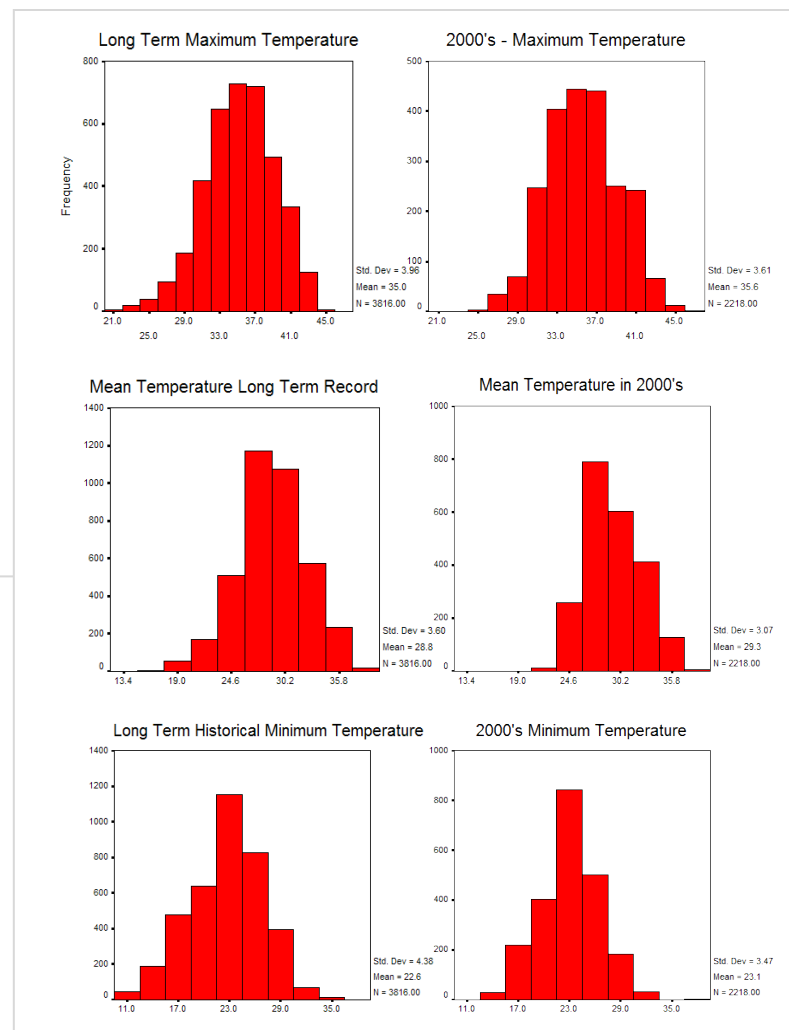 Long Term Maximum Temperature
800
600
400
200
0
Frequency
21.0 29.0 37.0 45.0
25.0 33.0 41.0
Std. Dev = 3.96
Mean = 35.0
N = 3816.00
2000's - Maximum Temperature
500
400
300
200
100
0
21.0 29.0 37.0 45.0
25.0 33.0 41.0
Std. Dev = 3.61
Mean = 35.6
N = 2218.00
Mean Temperature Long Term Record
1400
1200
1000
800
600
400
200
0
13.4 19.0 24.6 30.2 35.8
Std. Dev = 3.60
Mean = 28.8
N = 3816.00
Mean Temperature in 2000's
1000
800
600
400
200
0
13.4 19.0 24.6 30.2 35.8
Std. Dev = 3.07
Mean = 29.3
N = 2218.00
Long Term Historical Minimum Temperature
1400
1200
1000
800
600
400
200
0
11.0 17.0 23.0 29.0 35.0
Std. Dev = 4.38
Mean = 22.6
N = 3816.00
2000's Minimum Temperature
1000
800
600
400
200
0
11.0 17.0 23.0 29.0 35.0
Std. Dev = 3.47
Mean = 23.1
N = 2218.00